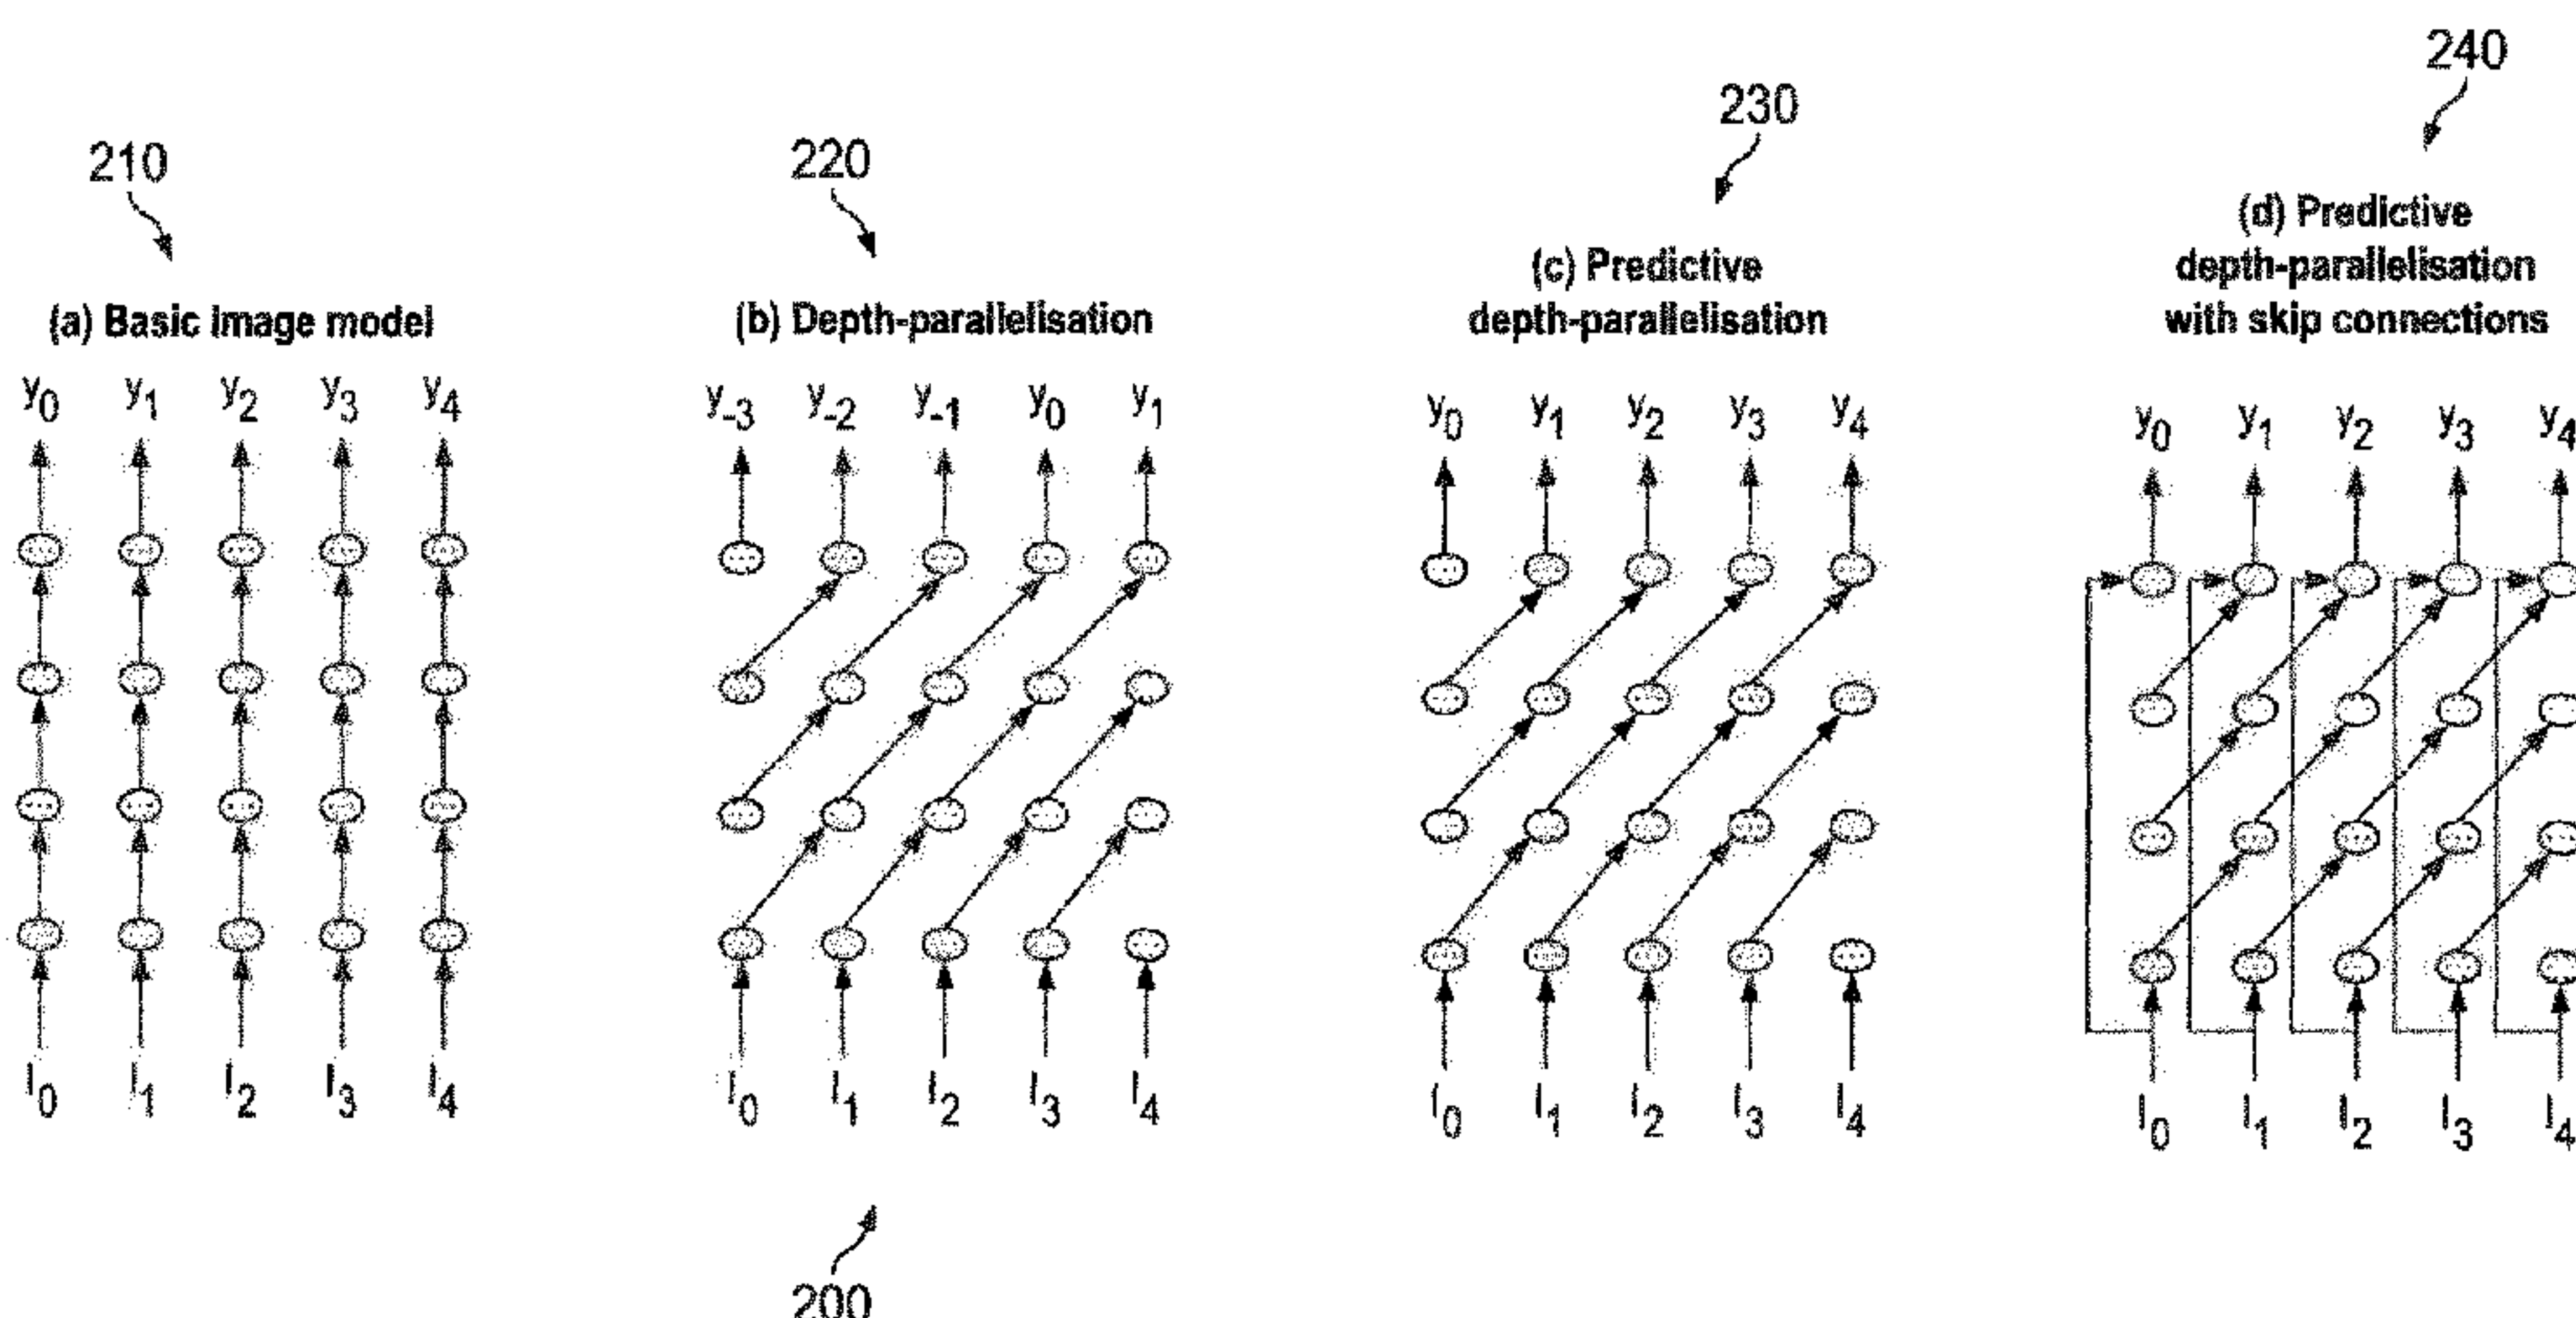 210
(a) Basic image model
y0 y1 y2 y3 y4
I0 I1 I2 I3 I4
220
(b) Depth-parallelisation
y-3 y-2 y-1 y0 y1
I0 I1 I2 I3 I4
200
230
(c) Predictive
depth-parallelisation
y0 y1 y2 y3 y4
I0 I1 I2 I3 I4
240
(d) Predictive
depth-parallelisation
with skip connections
y0 y1 y2 y3 y4
I0 I1 I2 I3 I4